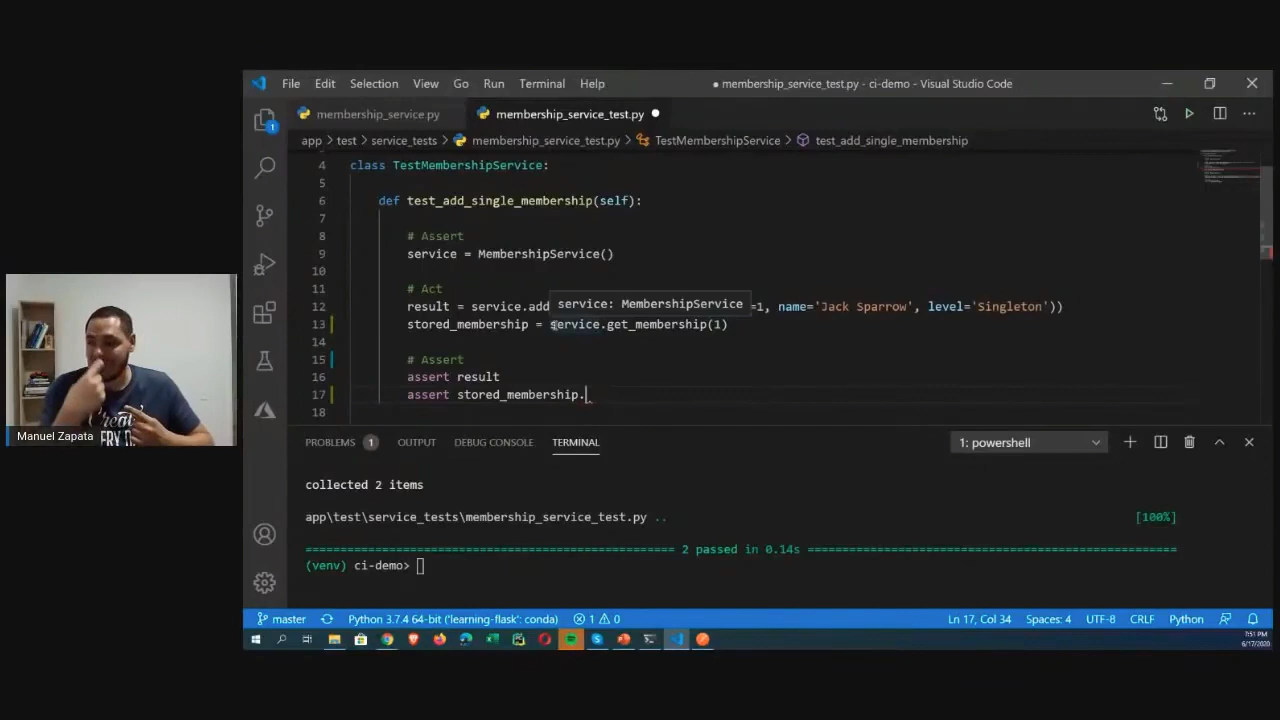 File Edit Selection View Go Run Terminal Help
● membership_service_test.py - ci-demo - Visual Studio Code
membership_service.py
membership_service_test.py ●
app > test > service_tests > membership_service_test.py > TestMembershipService > test_add_single_membership
4 class TestMembershipService:
5
6 def test_add_single_membership(self):
7
8 # Assert
9 service = MembershipService()
10
11 # Act
12 result = service.add =1, name='Jack Sparrow', level='Singleton'))
service: MembershipService
13 stored_membership = service.get_membership(1)
14
15 # Assert
16 assert result
17 assert stored_membership.
18
Manuel Zapata
PROBLEMS 1 OUTPUT DEBUG CONSOLE TERMINAL
1: powershell
collected 2 items
app\test\service_tests\membership_service_test.py .. [100%]
2 passed in 0.14s
(venv) ci-demo>
1
master
Python 3.7.4 64-bit ('learning-flask': conda)
1 0
Ln 17, Col 34
Spaces: 4
UTF-8
CRLF
Python
6/17/2020